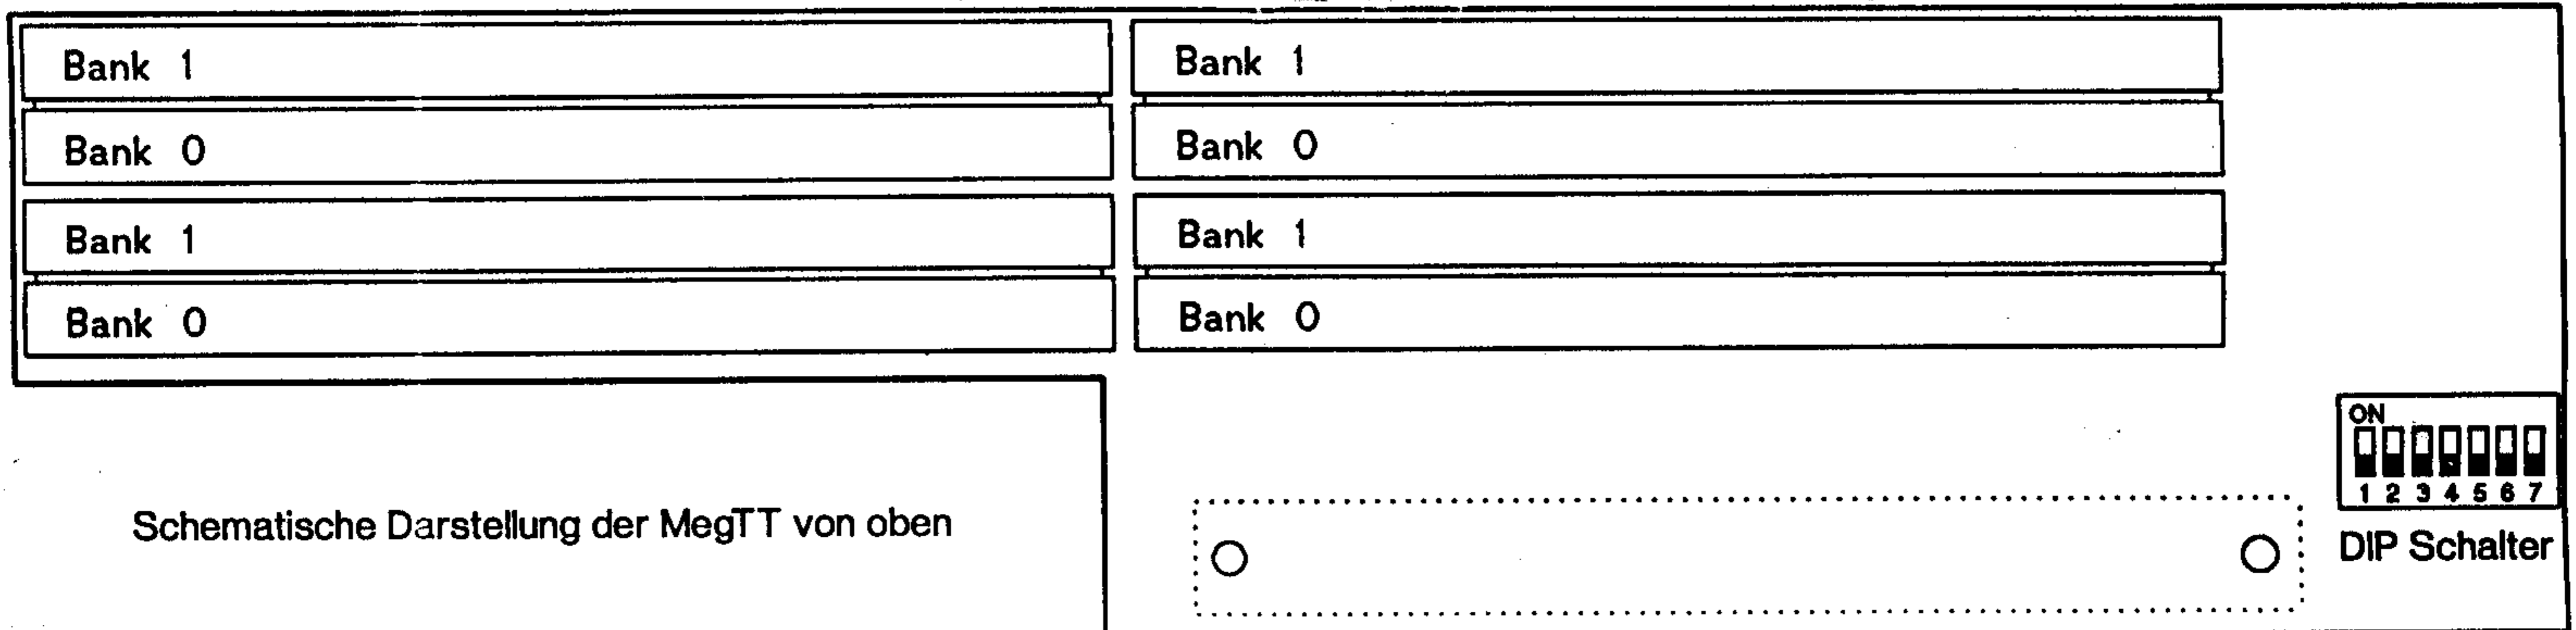 Bank 1 Bank 1
Bank 0 Bank 0
Bank 1 Bank 1
Bank 0 Bank 0
ON
1 2 3 4 5 6 7
Schematische Darstellung der MegTT von oben
DIP Schalter